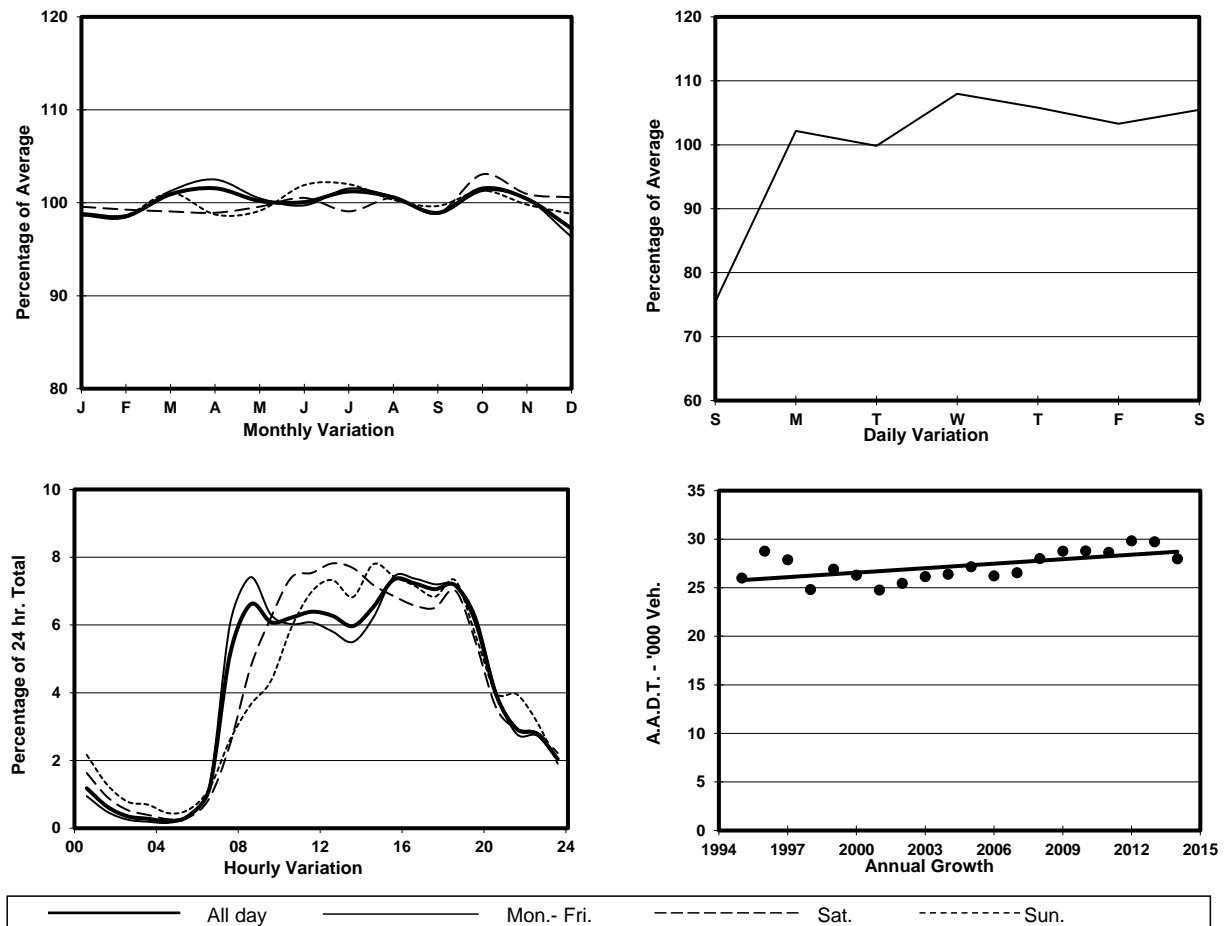 120
110
100
90
80
Percentage of Average
J F M A M J J A S O N D
Monthly Variation
120
110
100
90
80
70
60
Percentage of Average
S M T W T F S
Daily Variation
10
8
6
4
2
0
Percentage of 24 hr. Total
00 04 08 12 16 20 24
Hourly Variation
35
30
25
20
15
10
5
0
A.A.D.T. - '000 Veh.
1994 1997 2000 2003 2006 2009 2012 2015
Annual Growth
All day Mon.- Fri. Sat. Sun.